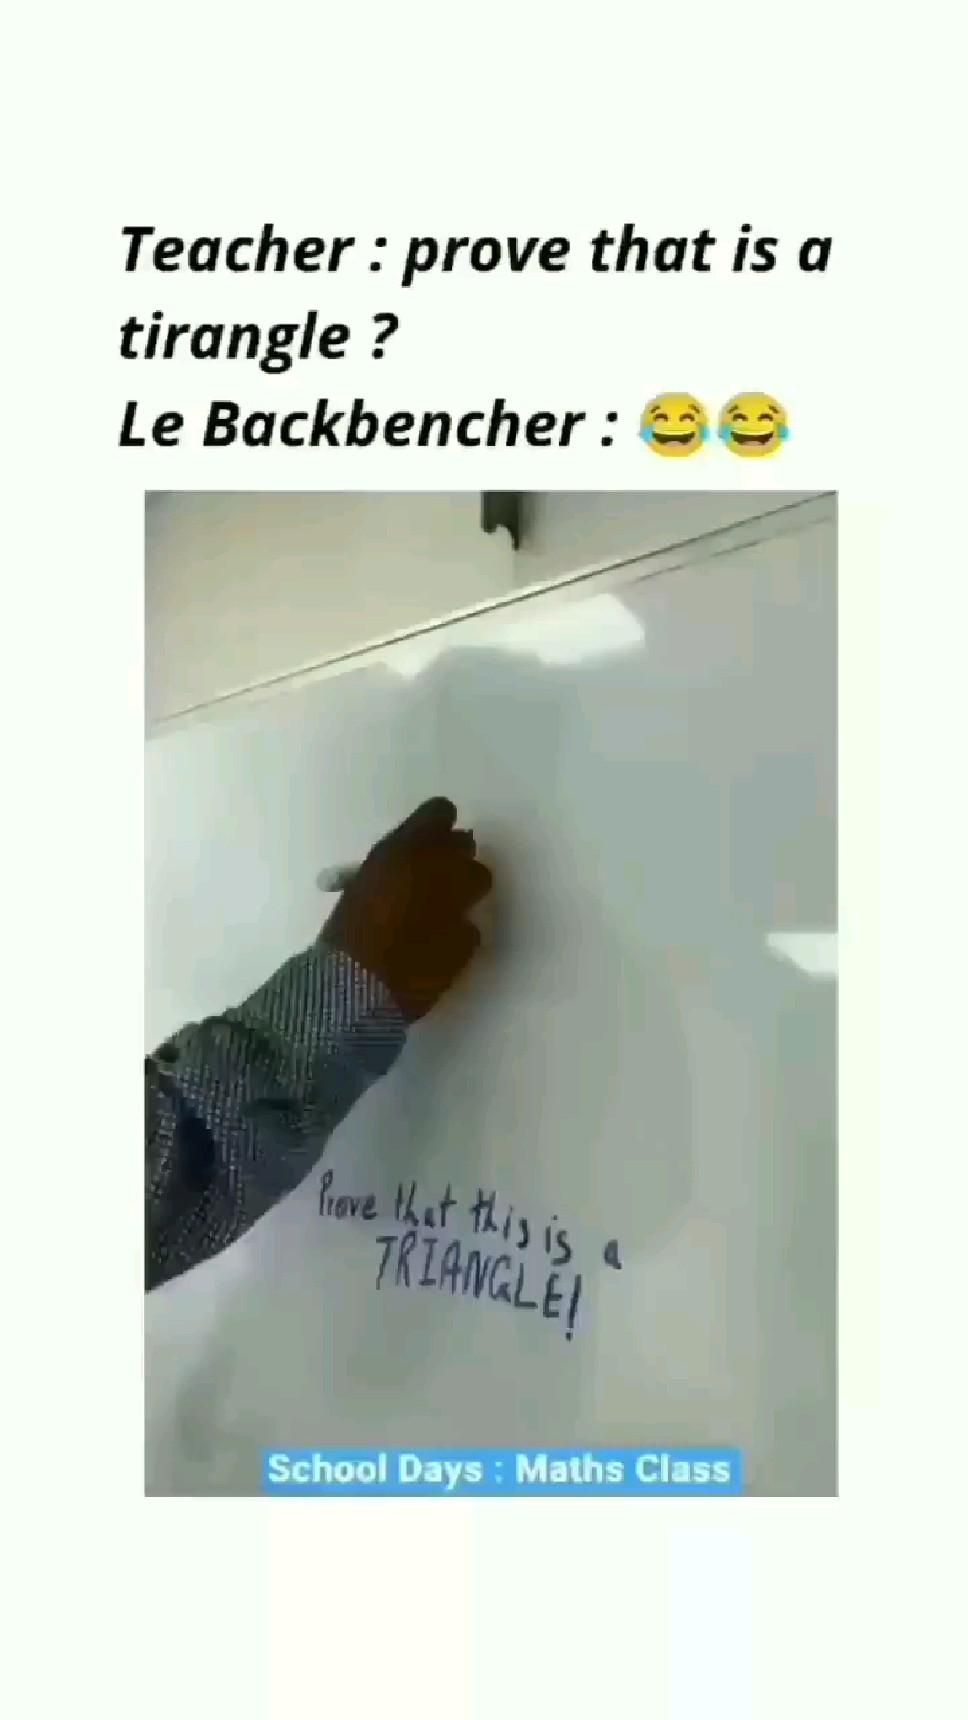 Teacher : prove that is a
tirangle ?
Le Backbencher : 😂😂
Prove that this is a
TRIANGLE!
School Days : Maths Class